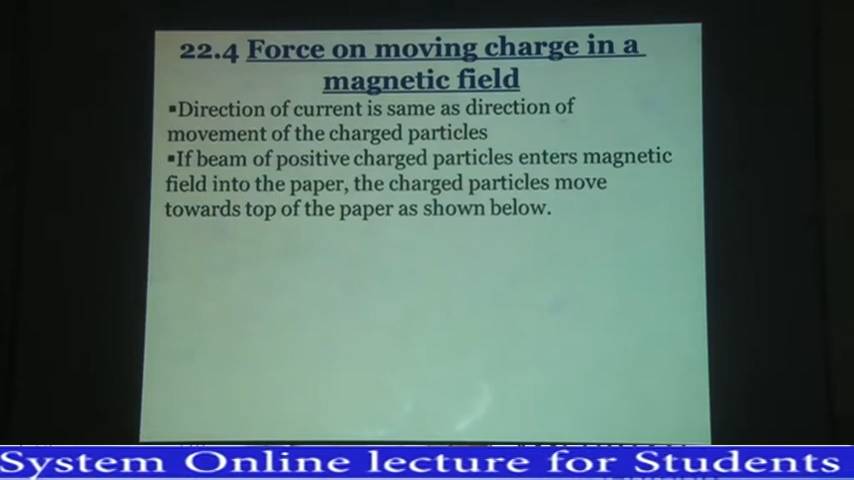 22.4 Force on moving charge in a
magnetic field
▪Direction of current is same as direction of
movement of the charged particles
▪If beam of positive charged particles enters magnetic
field into the paper, the charged particles move
towards top of the paper as shown below.
System Online lecture for Students